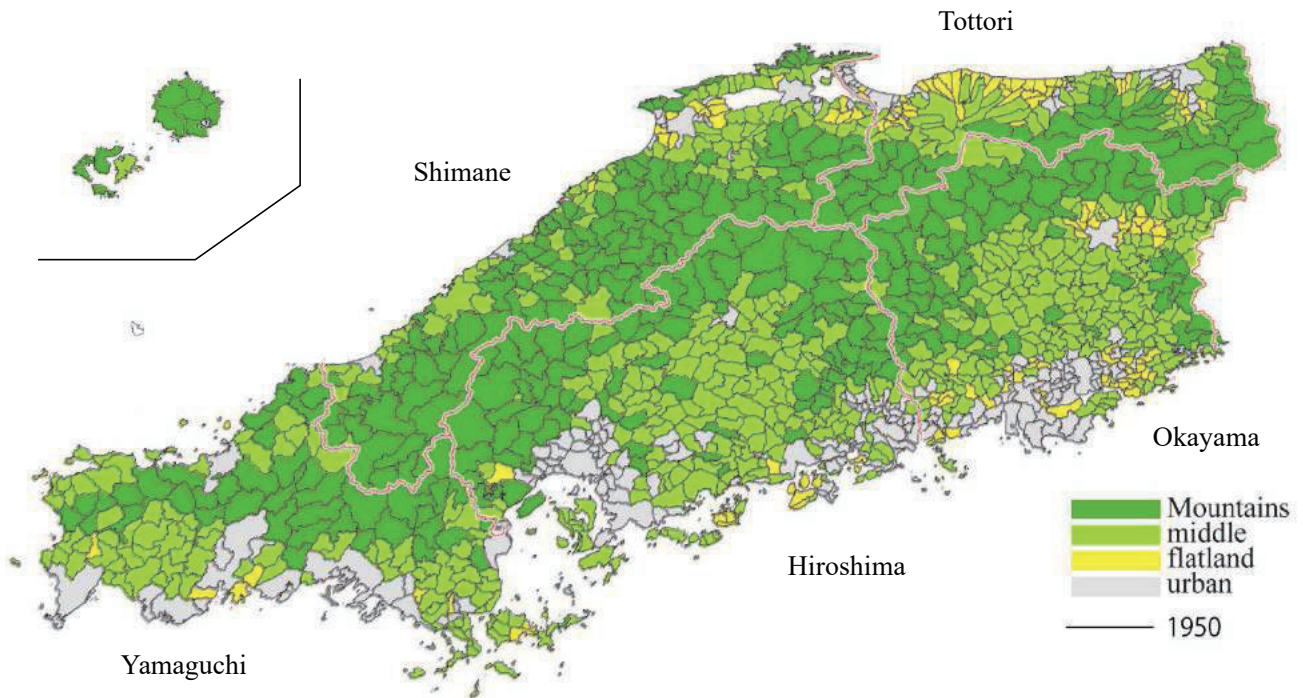 Tottori
Shimane
Okayama
Mountains
middle
flatland
urban
Hiroshima
1950
Yamaguchi